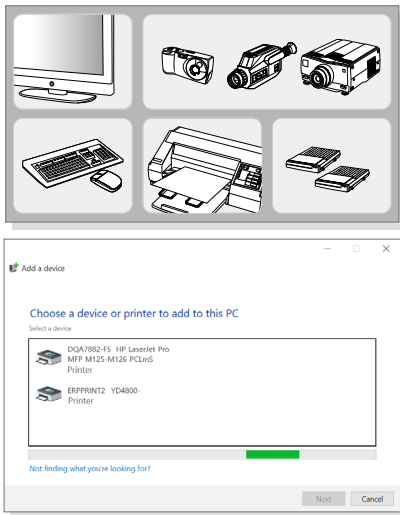 Add a device
Choose a device or printer to add to this PC
Select a device
DQA7882-FS HP LaserJet Pro
MFP M125-M126 PCLmS
Printer
ERPPRINT2 YD4800-
Printer
Not finding what you're looking for?
Next
Cancel